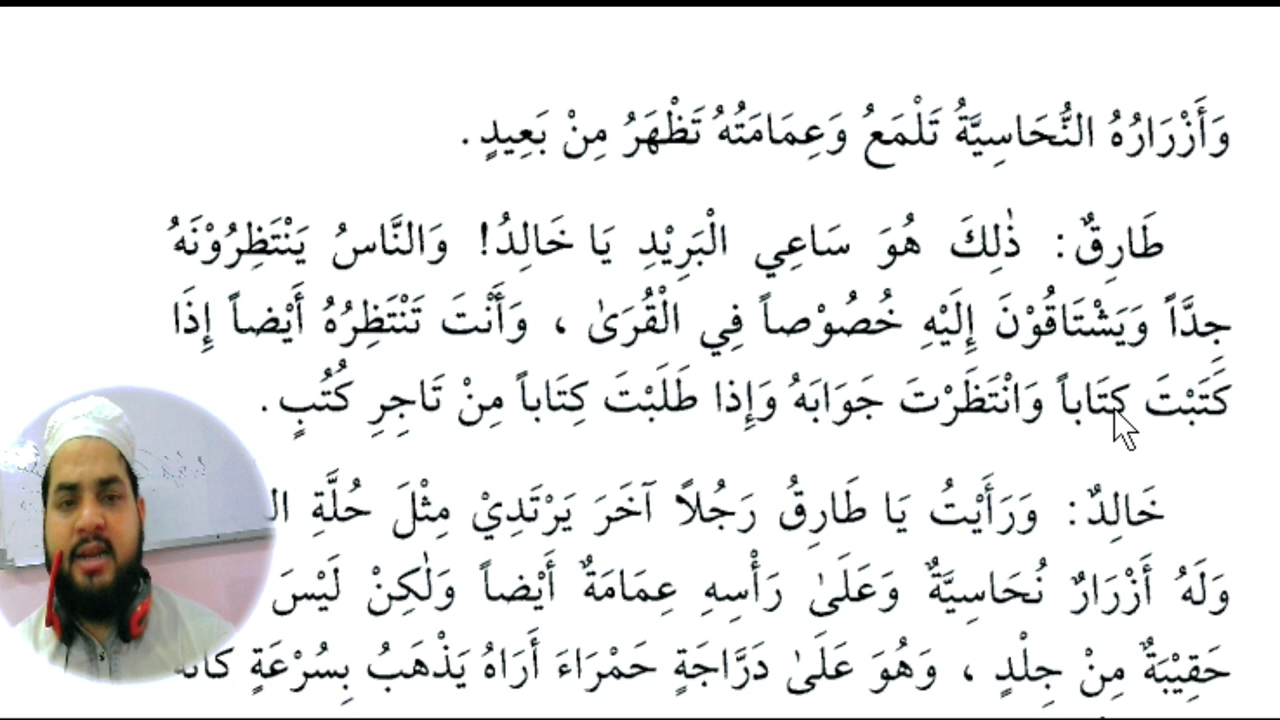 وَأَزْرَارُهُ النُّحَاسِيَّةُ تَلْمَعُ وَعِمَامَتُهُ تَظْهَرُ مِنْ بَعِيدٍ .
طَارِقٌ : ذٰلِكَ هُوَ سَاعِي الْبَرِيْدِ يَا خَالِدُ! وَالنَّاسُ يَنْتَظِرُوْنَهُ
جِدَّاً وَيَشْتَاقُوْنَ إِلَيْهِ خُصُوْصاً فِي الْقُرَىٰ ، وَأَنْتَ تَنْتَظِرُهُ أَيْضاً إِذَا
كَتَبْتَ كِتَاباً وَانْتَظَرْتَ جَوَابَهُ وَإِذا طَلَبْتَ كِتَاباً مِنْ تَاجِرِ كُتُبٍ .
خَالِدٌ : وَرَأَيْتُ يَا طَارِقُ رَجُلاً آخَرَ يَرْتَدِيْ مِثْلَ حُلَّةِ
وَلَهُ أَزْرَارٌ نُحَاسِيَّةٌ وَعَلَىٰ رَأْسِهِ عِمَامَةٌ أَيْضاً وَلٰكِنْ لَيْسَ
حَقِيْبَةٌ مِنْ جِلْدٍ ، وَهُوَ عَلَىٰ دَرَّاجَةٍ حَمْرَاءَ أَرَاهُ يَذْهَبُ بِسُرْعَةٍ كَأَنَّهُ